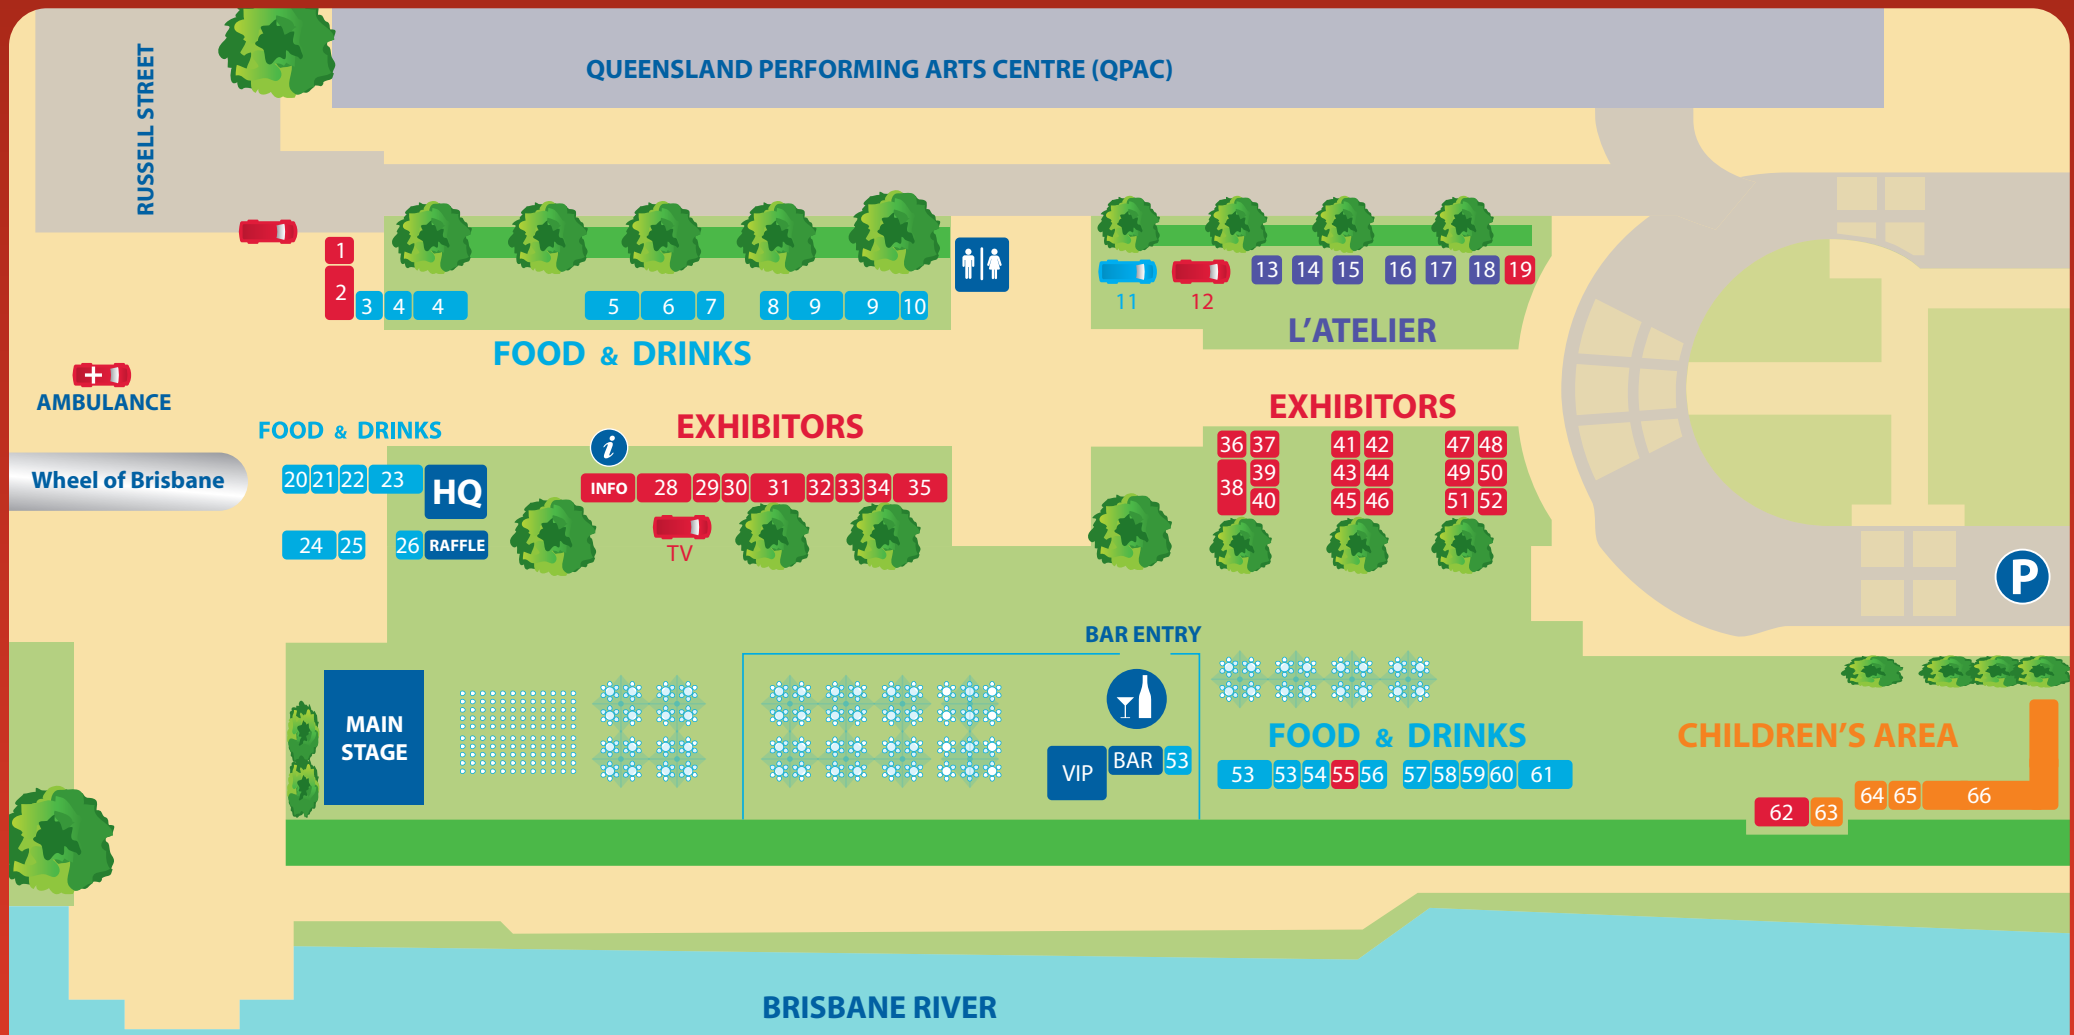 QUEENSLAND PERFORMING ARTS CENTRE (QPAC)
RUSSELL STREET
1
2
3 4 4 5 6 7 8 9 9 10
11 12
13 14 15 16 17 18 19
L'ATELIER
FOOD & DRINKS
AMBULANCE
FOOD & DRINKS
Wheel of Brisbane
20 21 22 23 HQ
24 25 26 RAFFLE
i
EXHIBITORS
INFO 28 29 30 31 32 33 34 35
TV
EXHIBITORS
36 37 41 42 47 48
38 39 43 44 49 50
40 45 46 51 52
P
BAR ENTRY
MAIN
STAGE
VIP BAR 53
FOOD & DRINKS
53 53 54 55 56 57 58 59 60 61
CHILDREN'S AREA
62 63 64 65 66
BRISBANE RIVER